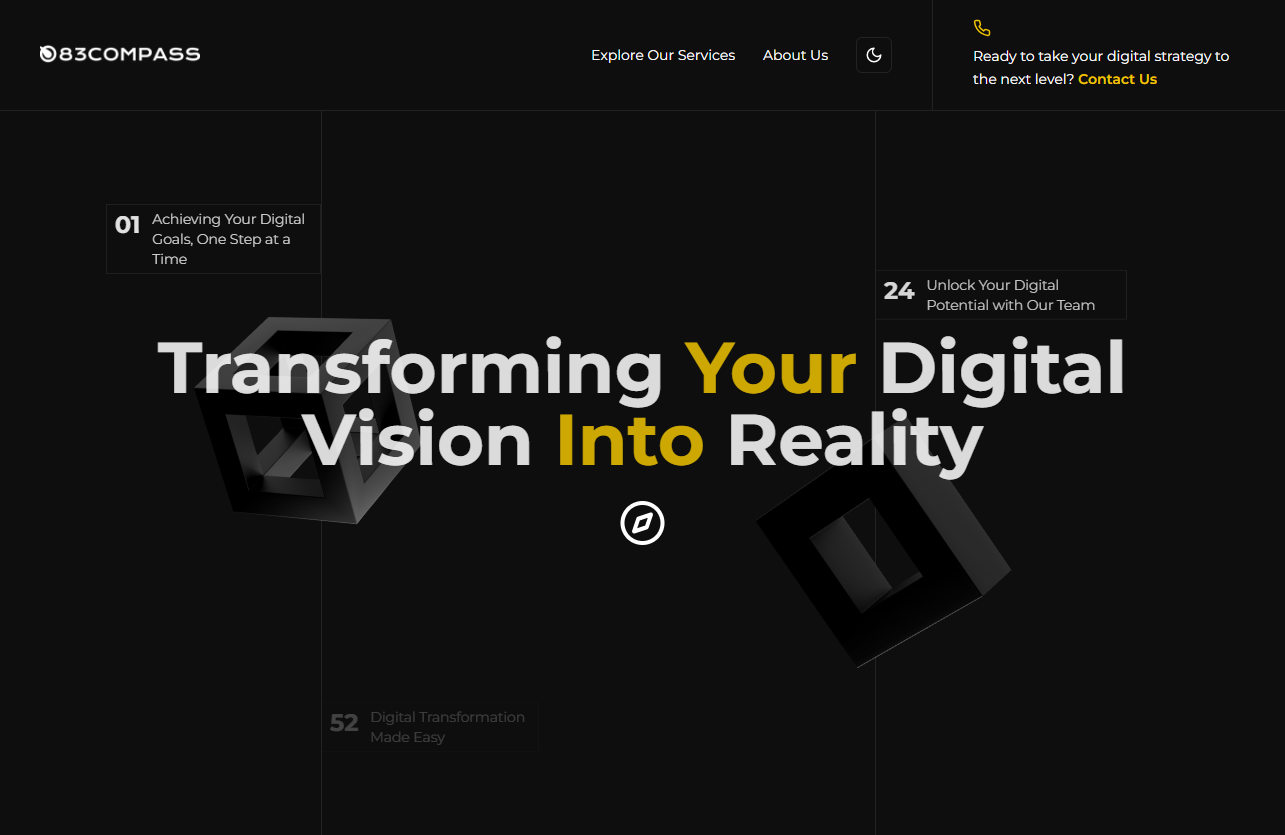 83COMPASS
Explore Our Services
About Us
Ready to take your digital strategy to
the next level? Contact Us
01
Achieving Your Digital
Goals, One Step at a
Time
24
Unlock Your Digital
Potential with Our Team
Transforming Your Digital
Vision Into Reality
52
Digital Transformation
Made Easy